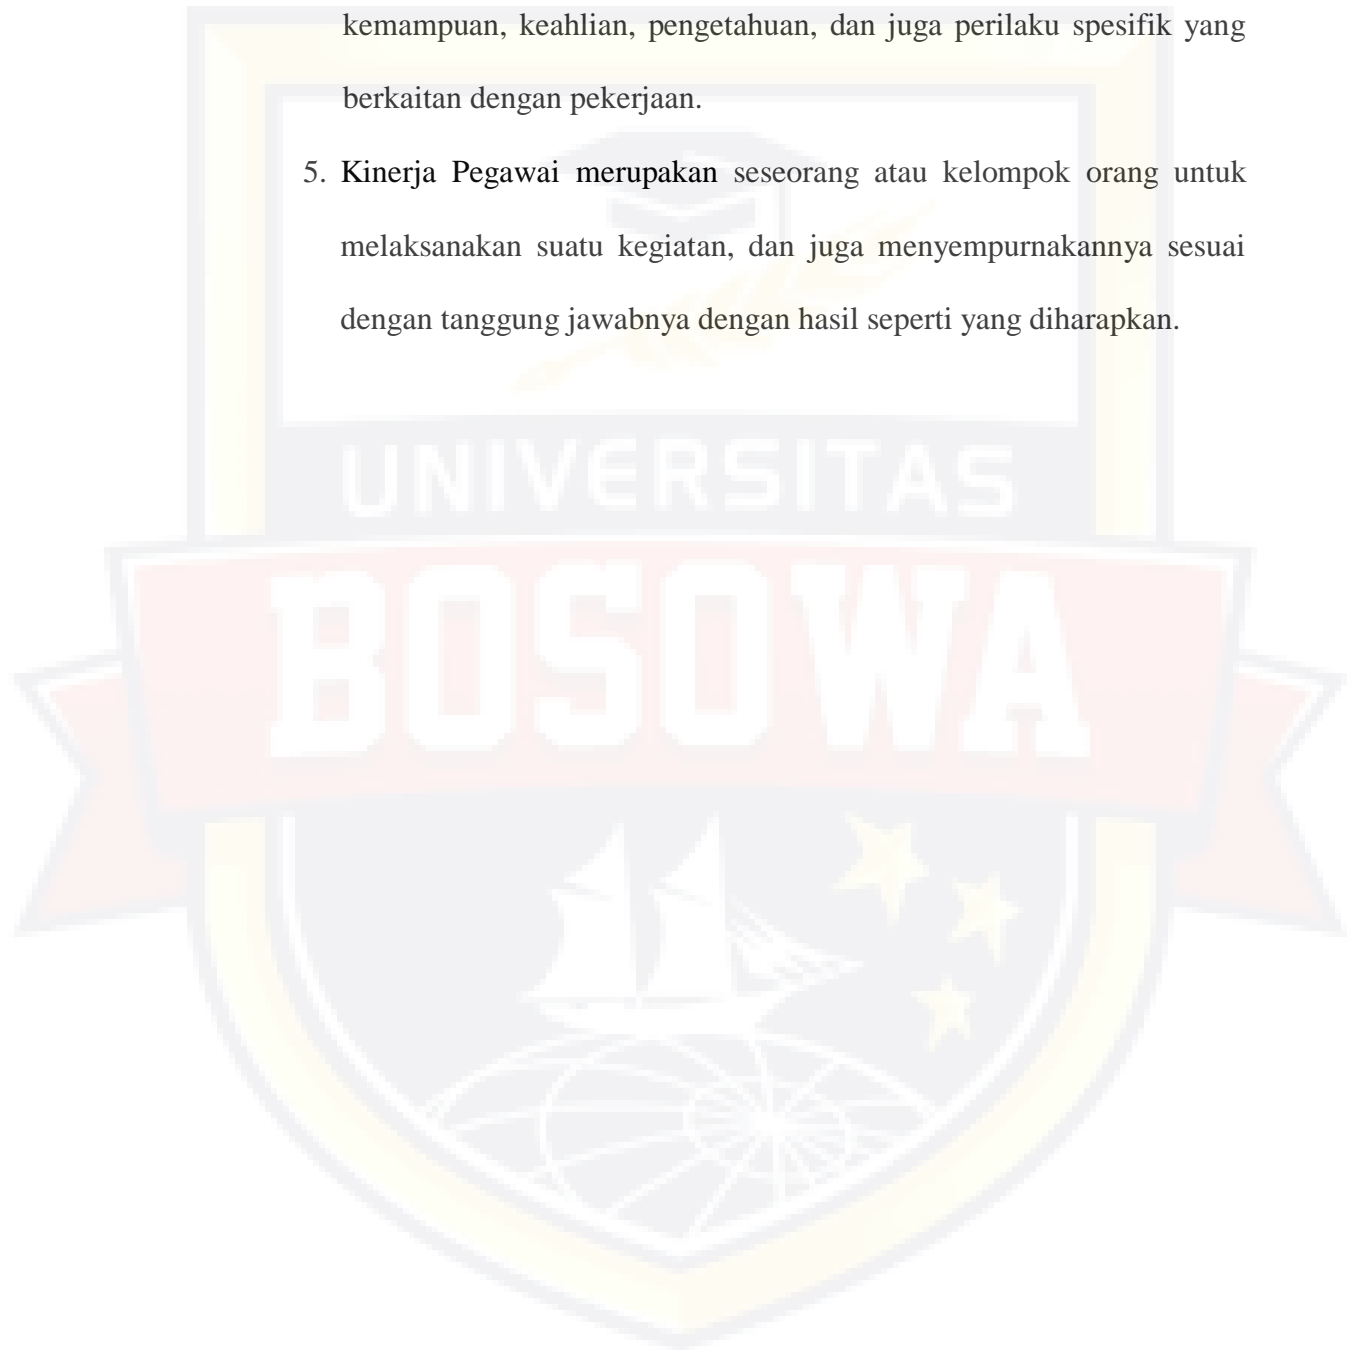 kemampuan, keahlian, pengetahuan, dan juga perilaku spesifik yang
berkaitan dengan pekerjaan.
5. Kinerja Pegawai merupakan seseorang atau kelompok orang untuk
melaksanakan suatu kegiatan, dan juga menyempurnakannya sesuai
dengan tanggung jawabnya dengan hasil seperti yang diharapkan.
UNIVERSITAS
BOSOWA